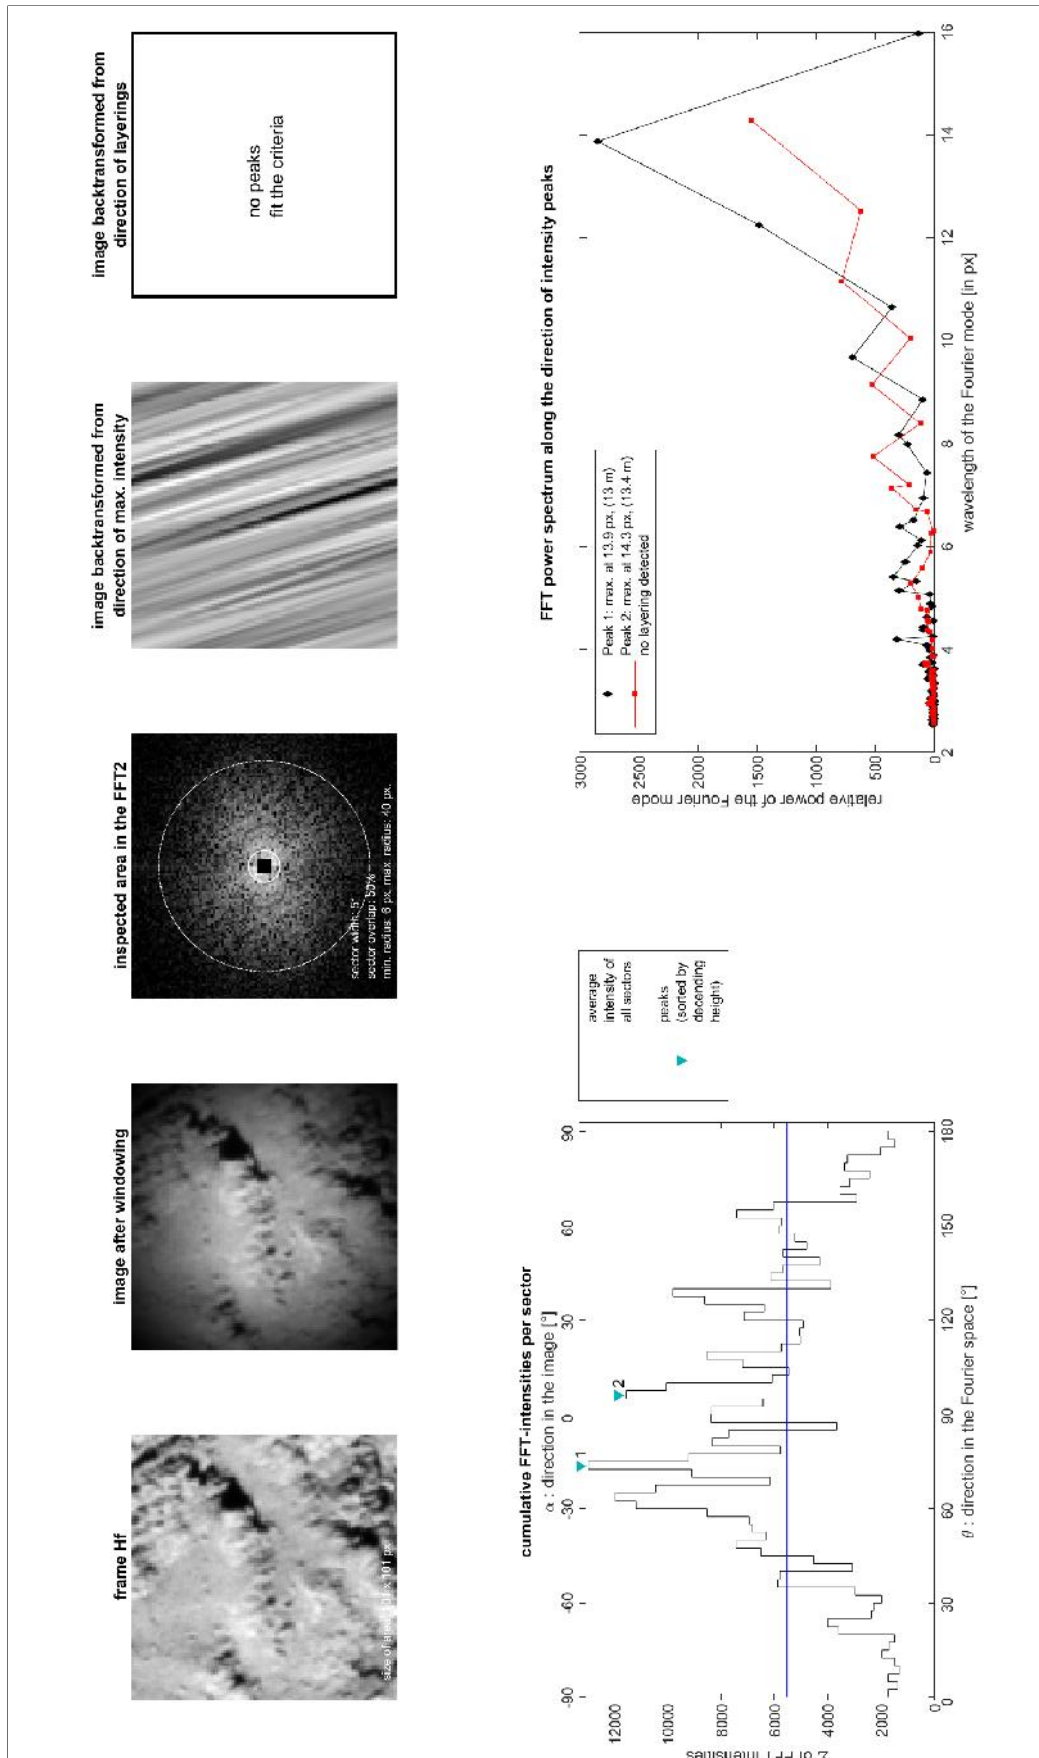 frame Hf
size of area: 101 x 101 px
image after windowing
inspected area in the FFT2
sector width: 5°
sector overlap: 50%
min. radius: 6 px, max. radius: 40 px.
image backtransformed from
direction of max. intensity
image backtransformed from
direction of layerings
no peaks
fit the criteria
cumulative FFT-intensities per sector
α : direction in the image [°]
-90 -60 -30 0 30 60 90
12000
10000
8000
6000
4000
2000
Σ of FFT intensities
1
2
0 30 60 90 120 150 180
θ : direction in the Fourier space [°]
average
intensity of
all sectors
peaks
(sorted by
decending
height)
FFT power spectrum along the direction of intensity peaks
Peak 1: max. at 13.9 px, (13 m)
Peak 2: max. at 14.3 px, (13.4 m)
no layering detected
3000
2500
2000
1500
1000
500
0
relative power of the Fourier mode
2 4 6 8 10 12 14 16
wavelength of the Fourier mode [in px]